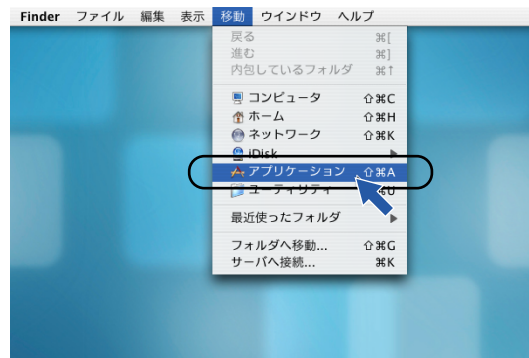 Finder ファイル 編集 表示 移動 ウインドウ ヘルプ
戻る ⌘[
進む ⌘]
内包しているフォルダ ⌘↑
コンピュータ ⇧⌘C
ホーム ⇧⌘H
ネットワーク ⇧⌘K
iDisk
アプリケーション ⇧⌘A
ユーティリティ ⌘U
最近使ったフォルダ
フォルダへ移動... ⇧⌘G
サーバへ接続... ⌘K